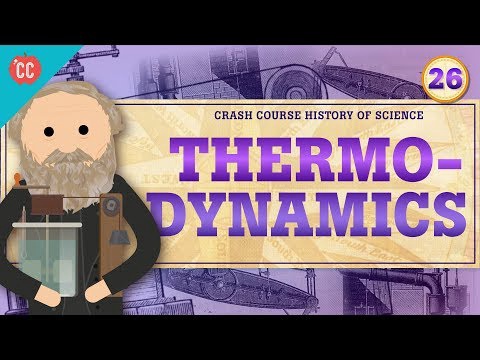 CC
26
CRASH COURSE HISTORY OF SCIENCE
THERMO-
DYNAMICS